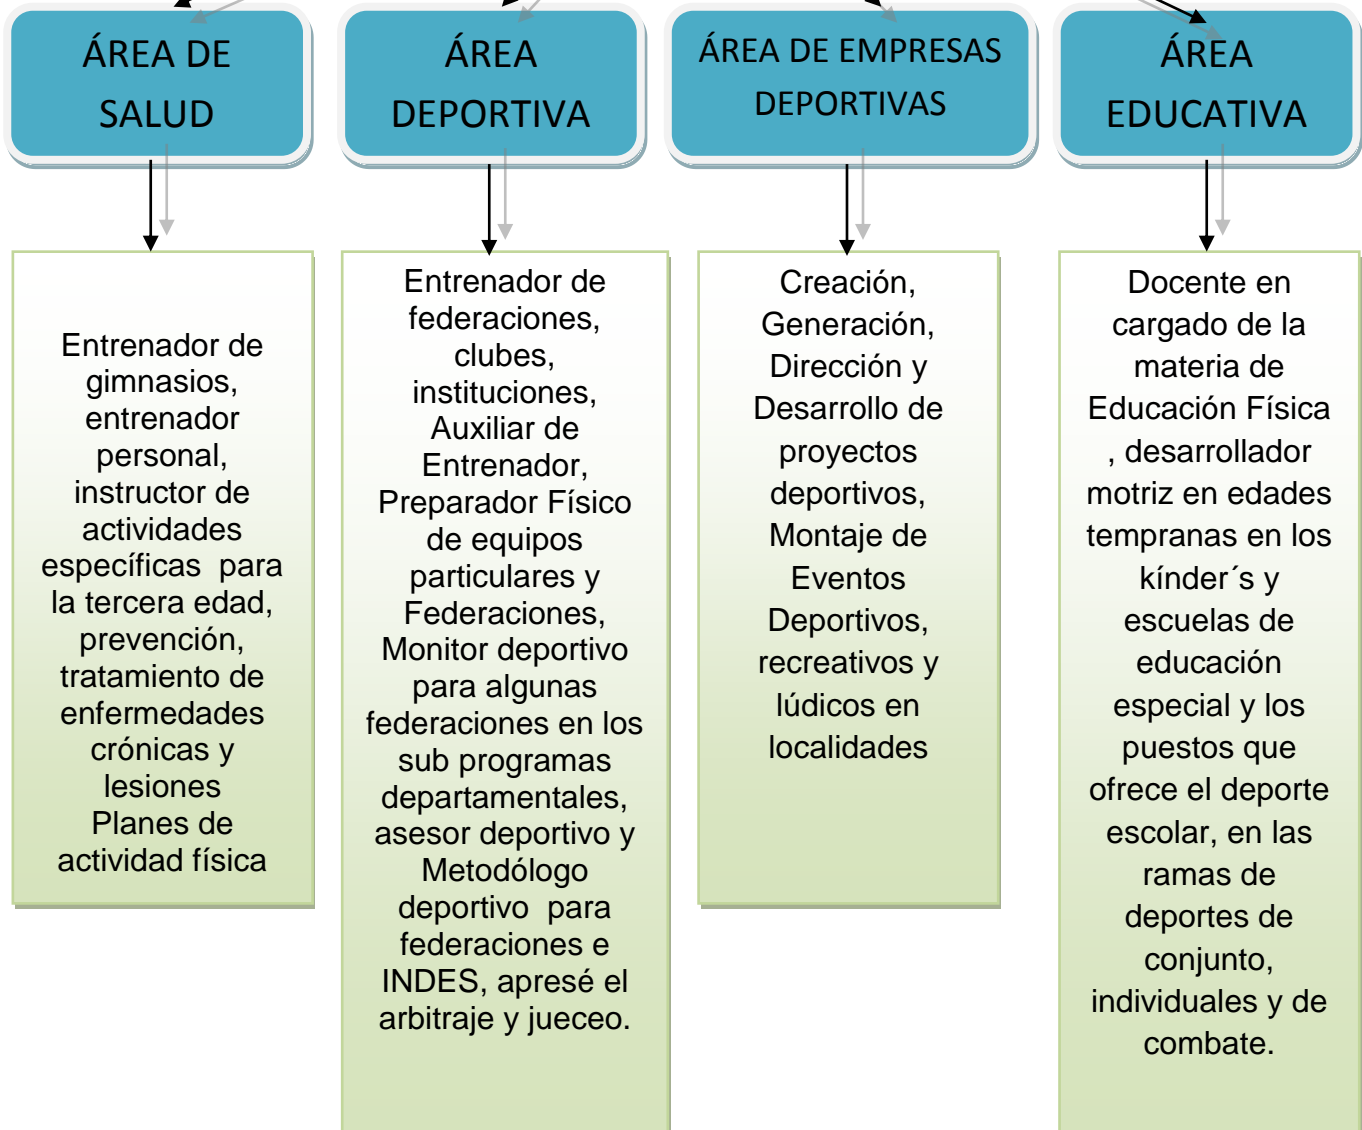 ÁREA DE
SALUD
ÁREA
DEPORTIVA
ÁREA DE EMPRESAS
DEPORTIVAS
ÁREA
EDUCATIVA
Entrenador de
gimnasios,
entrenador
personal,
instructor de
actividades
específicas para
la tercera edad,
prevención,
tratamiento de
enfermedades
crónicas y
lesiones
Planes de
actividad física
Entrenador de
federaciones,
clubes,
instituciones,
Auxiliar de
Entrenador,
Preparador Físico
de equipos
particulares y
Federaciones,
Monitor deportivo
para algunas
federaciones en los
sub programas
departamentales,
asesor deportivo y
Metodólogo
deportivo para
federaciones e
INDES, apresé el
arbitraje y jueceo.
Creación,
Generación,
Dirección y
Desarrollo de
proyectos
deportivos,
Montaje de
Eventos
Deportivos,
recreativos y
lúdicos en
localidades
Docente en
cargado de la
materia de
Educación Física
, desarrollador
motriz en edades
tempranas en los
kínder´s y
escuelas de
educación
especial y los
puestos que
ofrece el deporte
escolar, en las
ramas de
deportes de
conjunto,
individuales y de
combate.